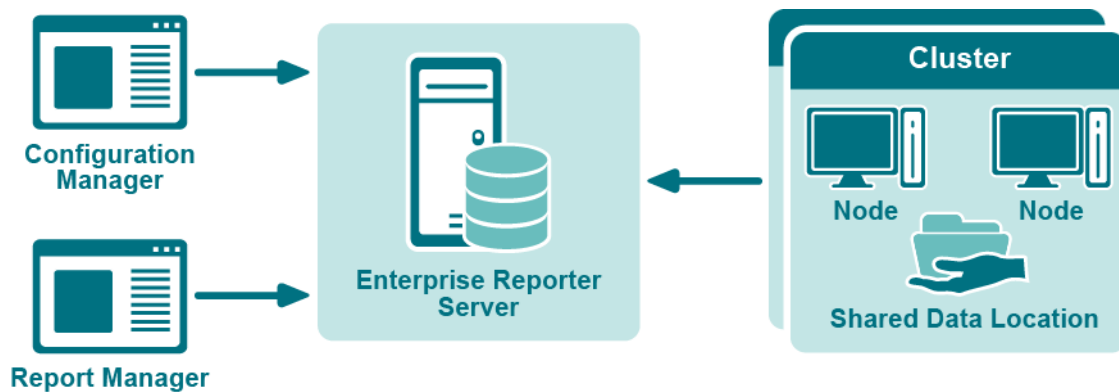 Configuration
Manager
Report Manager
Enterprise Reporter
Server
Cluster
Node
Node
Shared Data Location